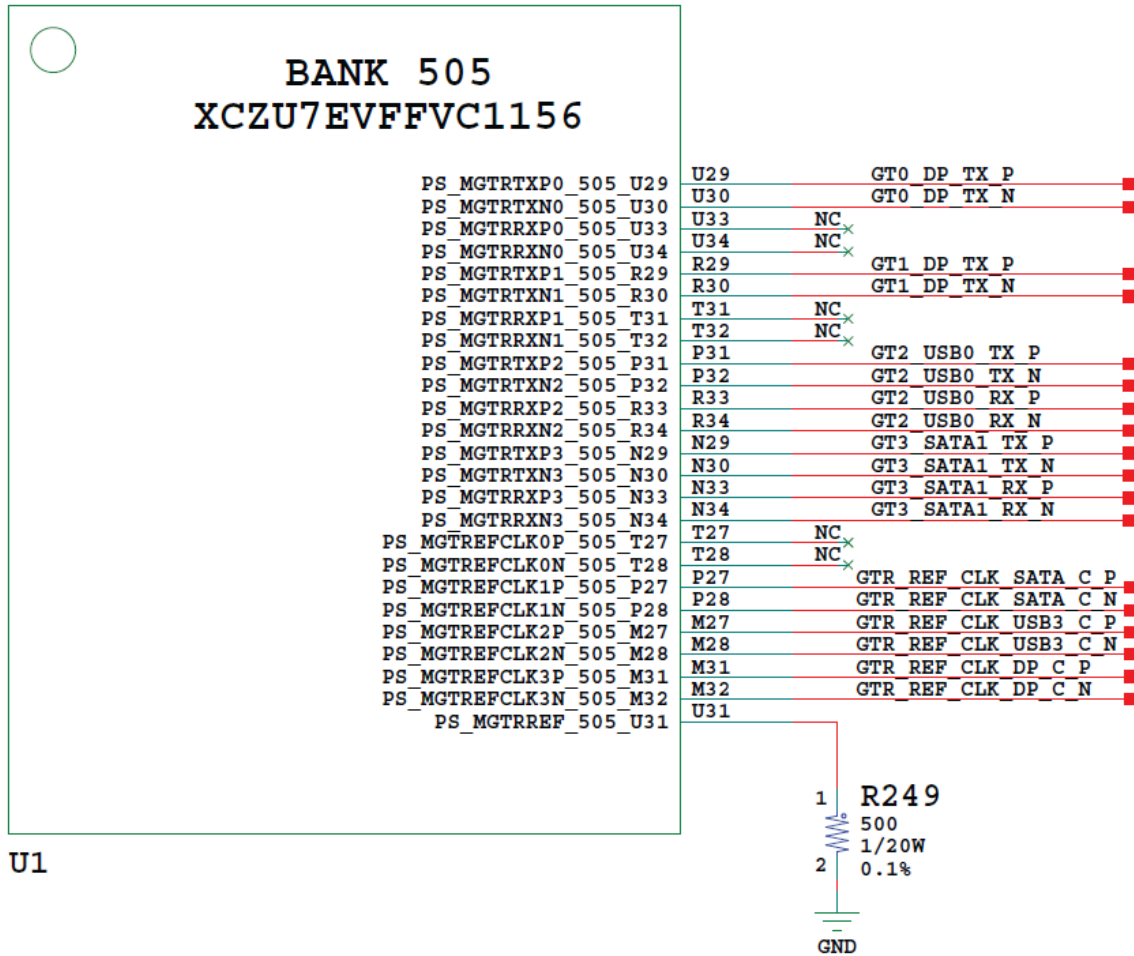 BANK 505
XCZU7EVFFVC1156
PS_MGTRTXP0_505_U29 U29 GT0_DP_TX_P
PS_MGTRTXN0_505_U30 U30 GT0_DP_TX_N
PS_MGTRRXP0_505_U33 U33 NC
PS_MGTRRXN0_505_U34 U34 NC
PS_MGTRTXP1_505_R29 R29 GT1_DP_TX_P
PS_MGTRTXN1_505_R30 R30 GT1_DP_TX_N
PS_MGTRRXP1_505_T31 T31 NC
PS_MGTRRXN1_505_T32 T32 NC
PS_MGTRTXP2_505_P31 P31 GT2_USB0_TX_P
PS_MGTRTXN2_505_P32 P32 GT2_USB0_TX_N
PS_MGTRRXP2_505_R33 R33 GT2_USB0_RX_P
PS_MGTRRXN2_505_R34 R34 GT2_USB0_RX_N
PS_MGTRTXP3_505_N29 N29 GT3_SATA1_TX_P
PS_MGTRTXN3_505_N30 N30 GT3_SATA1_TX_N
PS_MGTRRXP3_505_N33 N33 GT3_SATA1_RX_P
PS_MGTRRXN3_505_N34 N34 GT3_SATA1_RX_N
PS_MGTREFCLK0P_505_T27 T27 NC
PS_MGTREFCLK0N_505_T28 T28 NC
PS_MGTREFCLK1P_505_P27 P27 GTR_REF_CLK_SATA_C_P
PS_MGTREFCLK1N_505_P28 P28 GTR_REF_CLK_SATA_C_N
PS_MGTREFCLK2P_505_M27 M27 GTR_REF_CLK_USB3_C_P
PS_MGTREFCLK2N_505_M28 M28 GTR_REF_CLK_USB3_C_N
PS_MGTREFCLK3P_505_M31 M31 GTR_REF_CLK_DP_C_P
PS_MGTREFCLK3N_505_M32 M32 GTR_REF_CLK_DP_C_N
PS_MGTRREF_505_U31 U31
1 R249
500
1/20W
2 0.1%
U1
GND